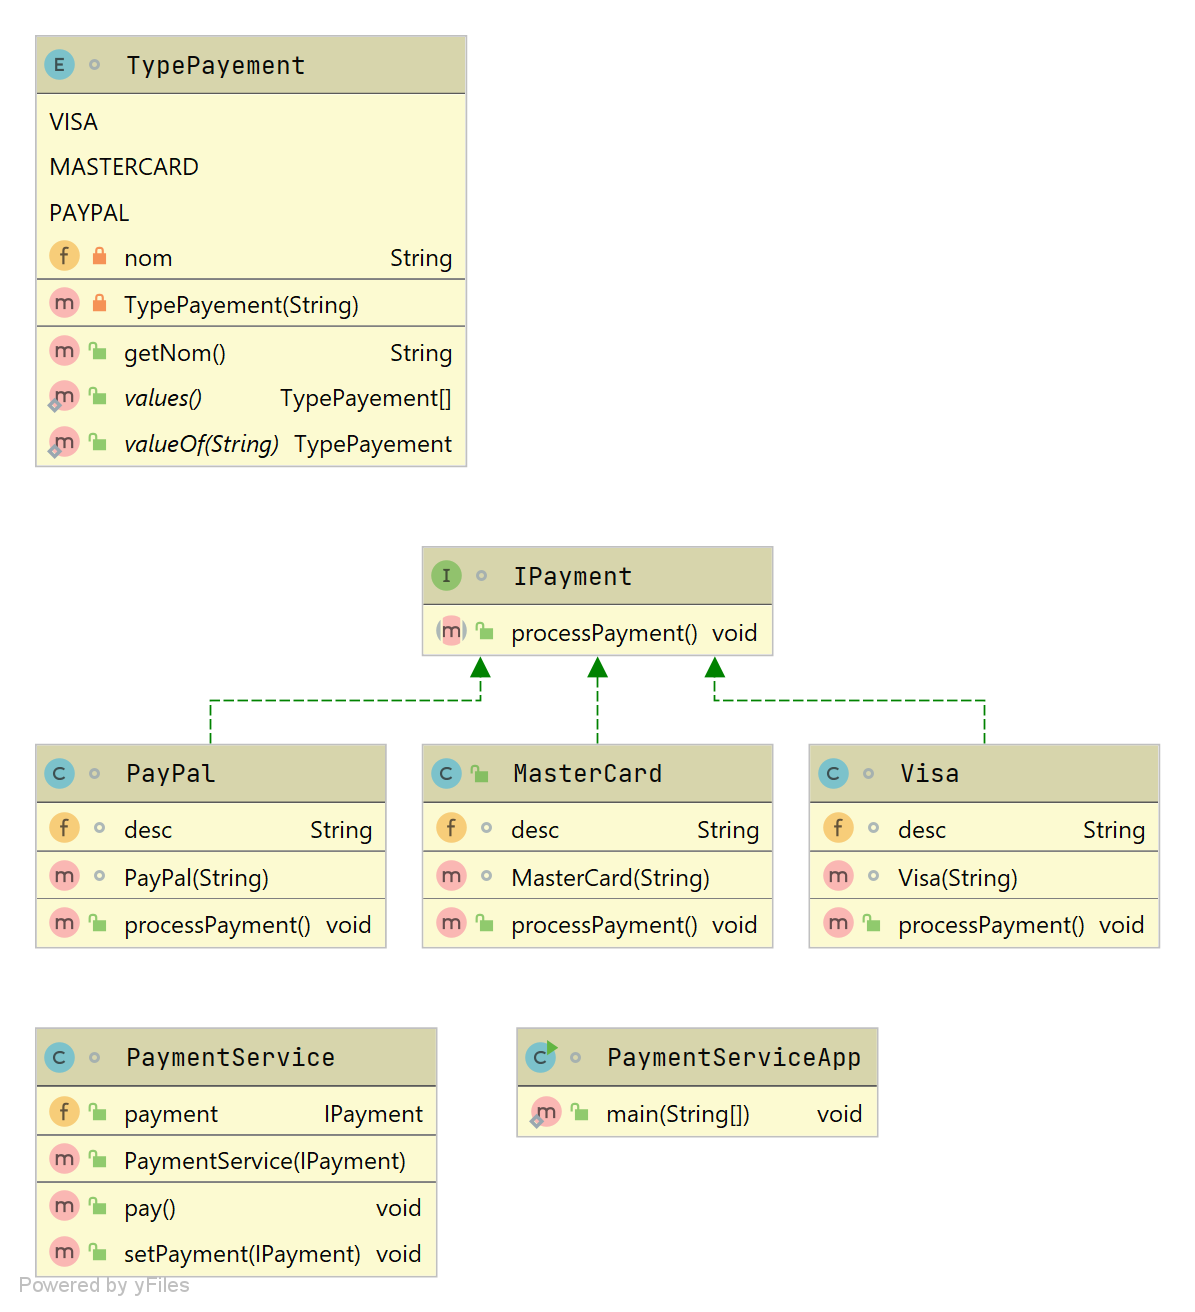 E TypePayement
VISA
MASTERCARD
PAYPAL
f nom String
m TypePayement(String)
m getNom() String
m values() TypePayement[]
m valueOf(String) TypePayement
I IPayment
m processPayment() void
C PayPal
f desc String
m PayPal(String)
m processPayment() void
C MasterCard
f desc String
m MasterCard(String)
m processPayment() void
C Visa
f desc String
m Visa(String)
m processPayment() void
C PaymentService
f payment IPayment
m PaymentService(IPayment)
m pay() void
m setPayment(IPayment) void
C PaymentServiceApp
m main(String[]) void
Powered by yFiles